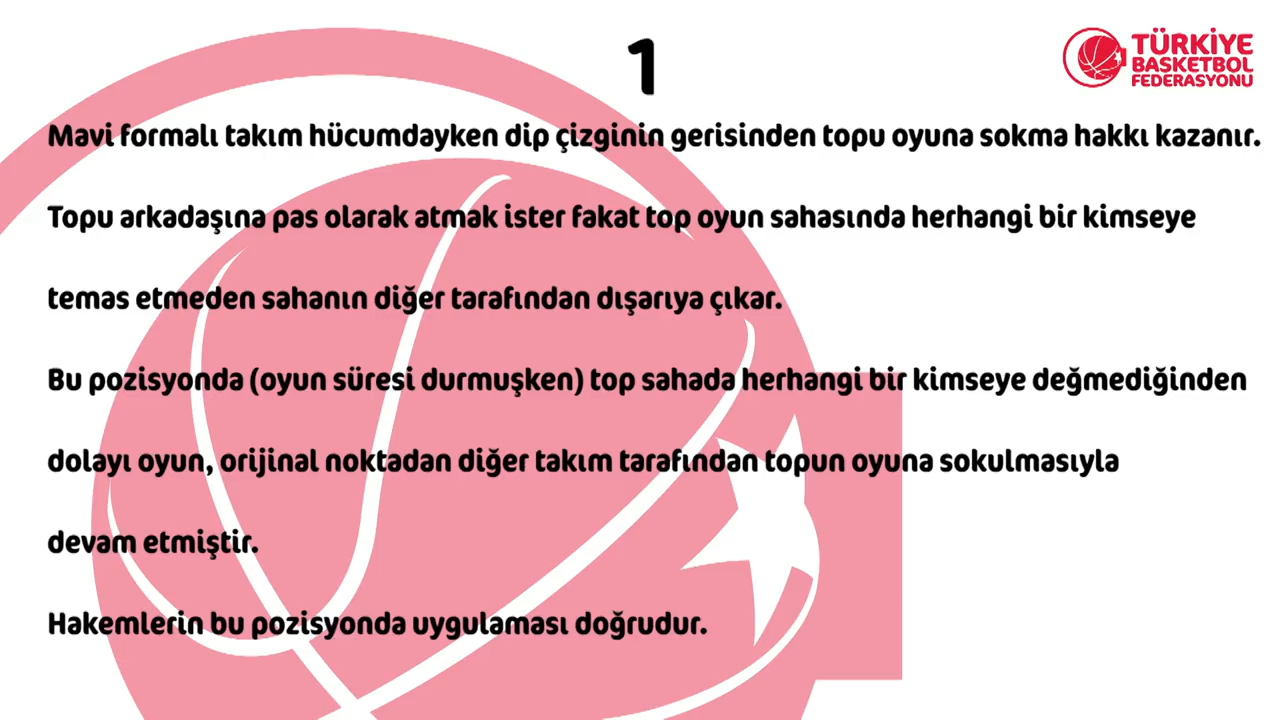 1
TÜRKİYE
BASKETBOL
FEDERASYONU
Mavi formalı takım hücumdayken dip çizginin gerisinden topu oyuna sokma hakkı kazanır.
Topu arkadaşına pas olarak atmak ister fakat top oyun sahasında herhangi bir kimseye
temas etmeden sahanın diğer tarafından dışarıya çıkar.
Bu pozisyonda (oyun süresi durmuşken) top sahada herhangi bir kimseye değmediğinden
dolayı oyun, orijinal noktadan diğer takım tarafından topun oyuna sokulmasıyla
devam etmiştir.
Hakemlerin bu pozisyonda uygulaması doğrudur.